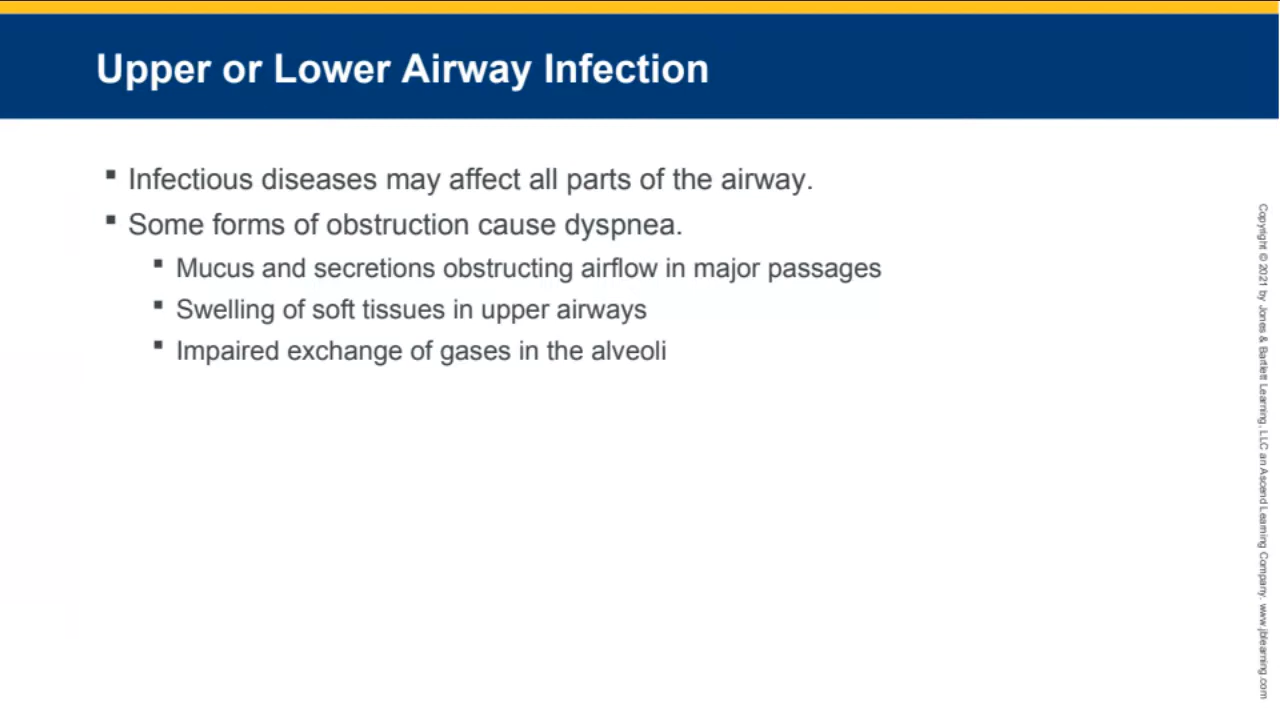 Upper or Lower Airway Infection
Infectious diseases may affect all parts of the airway.
Some forms of obstruction cause dyspnea.
Mucus and secretions obstructing airflow in major passages
Swelling of soft tissues in upper airways
Impaired exchange of gases in the alveoli
Copyright © 2021 by Jones & Bartlett Learning, LLC an Ascend Learning Company. www.jblearning.com